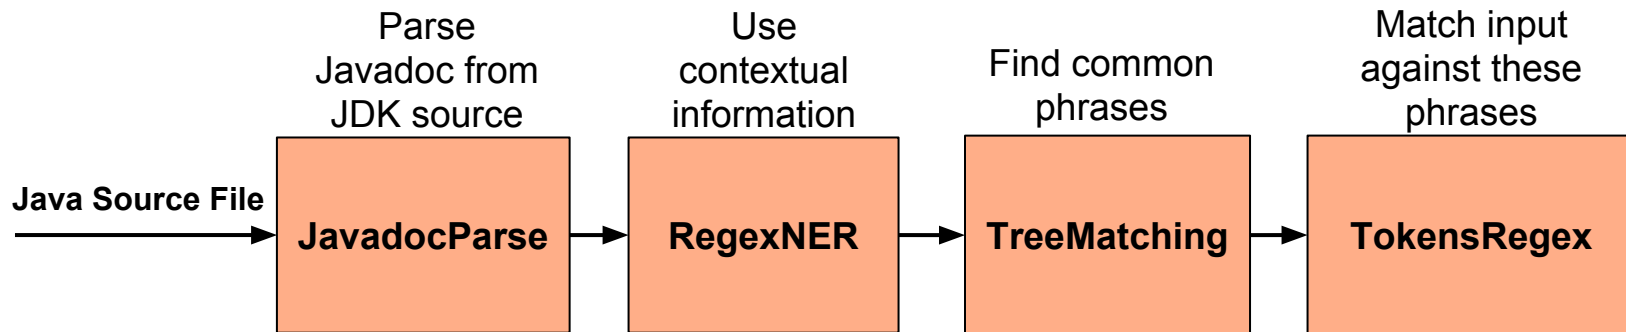 Parse
Javadoc from
JDK source
Use
contextual
information
Find common
phrases
Match input
against these
phrases
Java Source File
JavadocParse
RegexNER
TreeMatching
TokensRegex